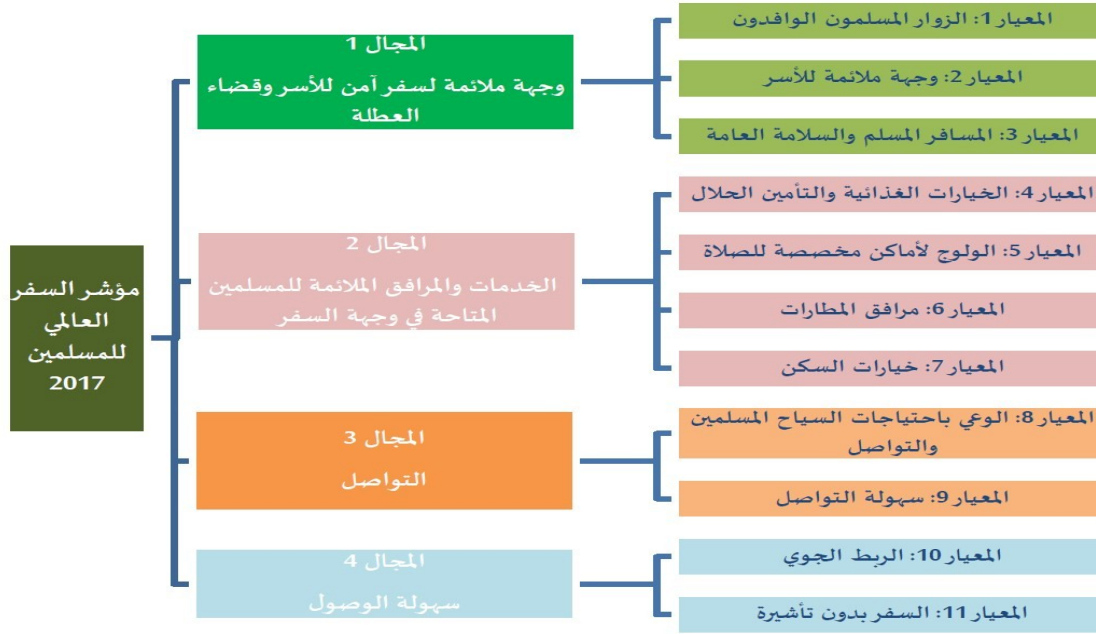 مؤشر السفر
العالمي
للمسلمين
2017
المجال 1
وجهة ملائمة لسفر آمن للأسر وقضاء
العطلة
المعيار 1: الزوار المسلمون الوافدون
المعيار 2: وجهة ملائمة للأسر
المعيار 3: المسافر المسلم والسلامة العامة
المجال 2
الخدمات والمرافق الملائمة للمسلمين
المتاحة في وجهة السفر
المعيار 4: الخيارات الغذائية والتأمين الحلال
المعيار 5: الولوج لأماكن مخصصة للصلاة
المعيار 6: مرافق المطارات
المعيار 7: خيارات السكن
المجال 3
التواصل
المعيار 8: الوعي باحتياجات السياح المسلمين
والتواصل
المعيار 9: سهولة التواصل
المجال 4
سهولة الوصول
المعيار 10: الربط الجوي
المعيار 11: السفر بدون تأشيرة